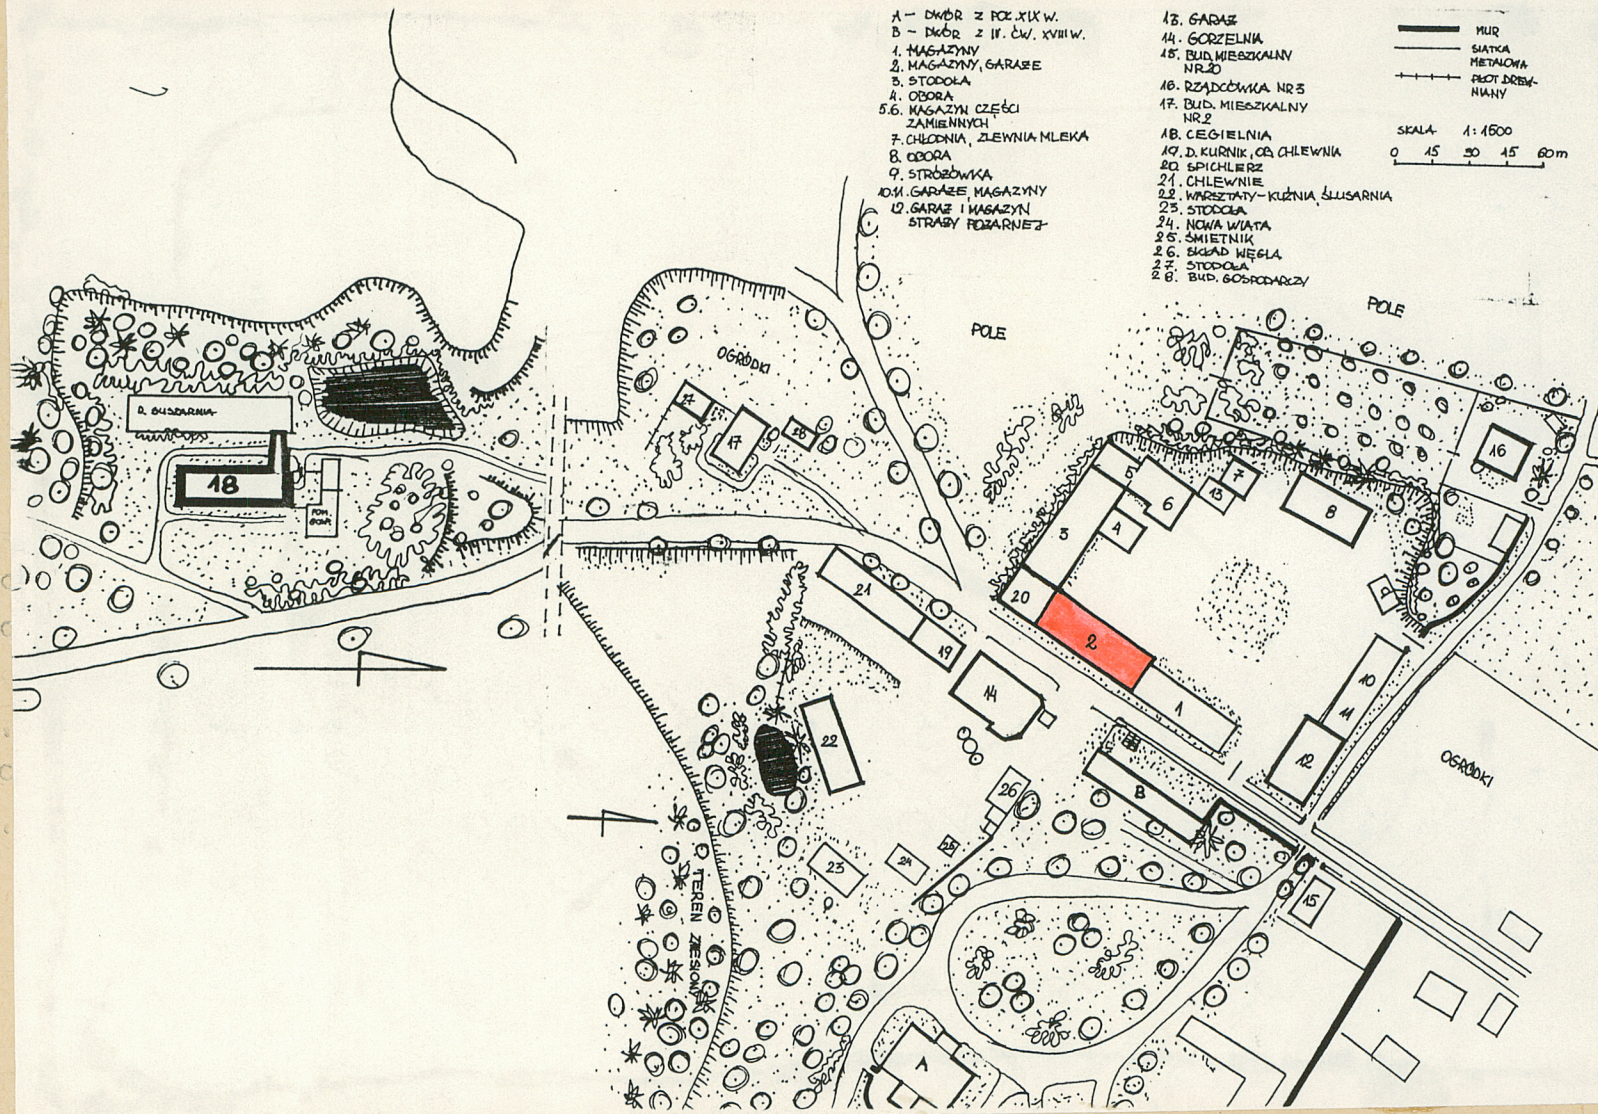 A – DWÓR Z POŁ. XIX W.
B – DWÓR Z IV. ĆW. XVIII W.
1. MAGAZYNY
2. MAGAZYNY, GARAŻE
3. STODOŁA
4. OBORA
5.6. MAGAZYN CZĘŚCI
ZAMIENNYCH
7. CHŁODNIA, ZLEWNIA MLEKA
8. OBORA
9. STRÓŻÓWKA
10.11. GARAŻE, MAGAZYNY
12. GARAŻ I MAGAZYN
STRAŻY POŻARNEJ
13. GARAŻ
14. GORZELNIA
15. BUD. MIESZKALNY
NR 20
16. RZĄDCÓWKA NR 3
17. BUD. MIESZKALNY
NR 2
18. CEGIELNIA
19. D. KURNIK, OB. CHLEWNIA
20. SPICHLERZ
21. CHLEWNIE
22. WARSZTATY – KUŹNIA, ŚLUSARNIA
23. STODOŁA
24. NOWA WIATA
25. ŚMIETNIK
26. SKŁAD WĘGLA
27. STODOŁA
28. BUD. GOSPODARCZY
MUR
SIATKA
METALOWA
PŁOT DREW-
NIANY
SKALA 1:1500
0 15 30 45 60 m
POLE
POLE
OGRÓDKI
D. SUSZARNIA
18
27
17
28
16
5
6
7
13
4
8
3
20
2
1
21
19
14
10
11
12
9
22
B
26
25
24
23
15
OGRÓDKI
A